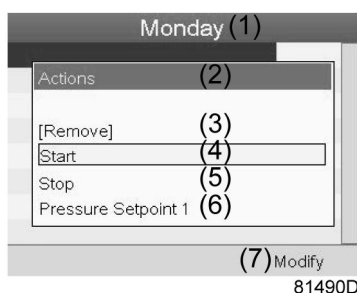 Monday (1)
Actions (2)
[Remove] (3)
Start (4)
Stop (5)
Pressure Setpoint 1 (6)
(7) Modify
81490D